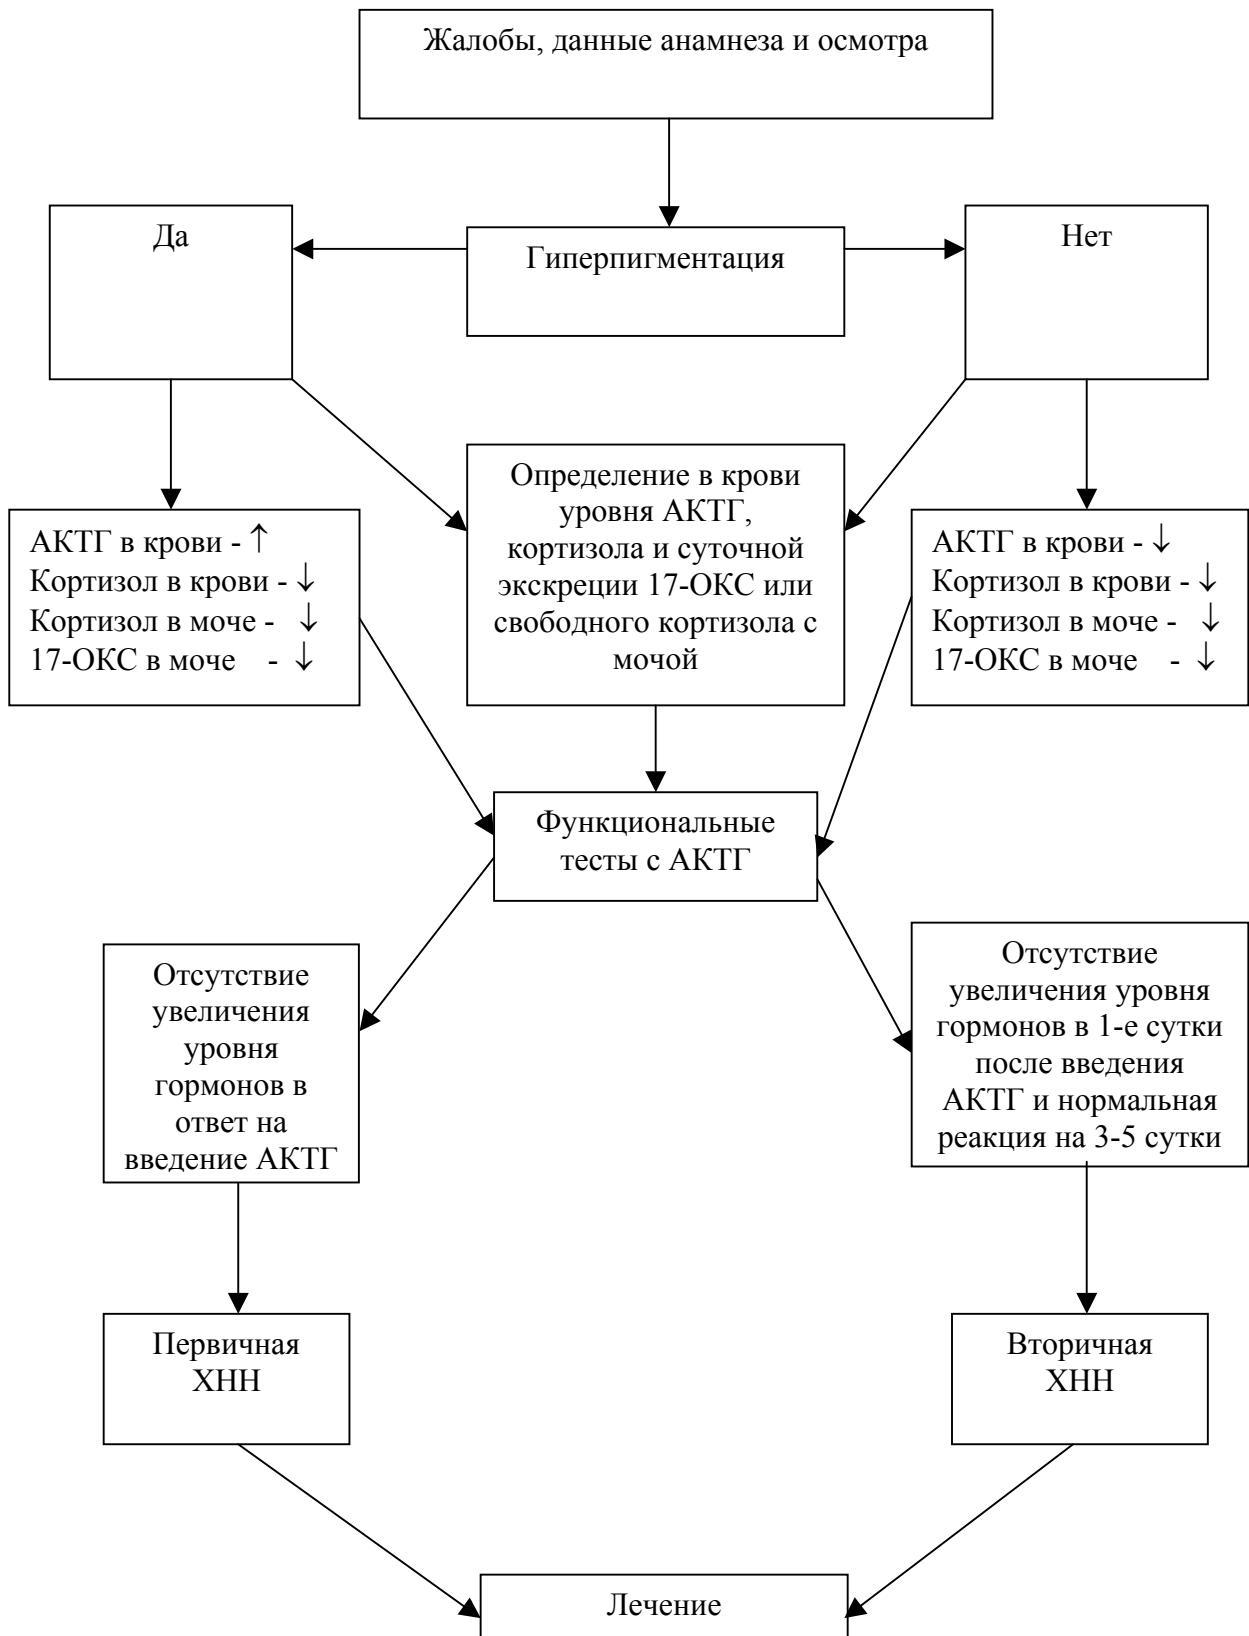 Жалобы, данные анамнеза и осмотра
Да
Гиперпигментация
Нет
АКТГ в крови - ↑
Кортизол в крови - ↓
Кортизол в моче - ↓
17-ОКС в моче - ↓
Определение в крови
уровня АКТГ,
кортизола и суточной
экскреции 17-ОКС или
свободного кортизола с
мочой
АКТГ в крови - ↓
Кортизол в крови - ↓
Кортизол в моче - ↓
17-ОКС в моче - ↓
Функциональные
тесты с АКТГ
Отсутствие
увеличения
уровня
гормонов в
ответ на
введение АКТГ
Отсутствие
увеличения уровня
гормонов в 1-е сутки
после введения
АКТГ и нормальная
реакция на 3-5 сутки
Первичная
ХНН
Вторичная
ХНН
Лечение